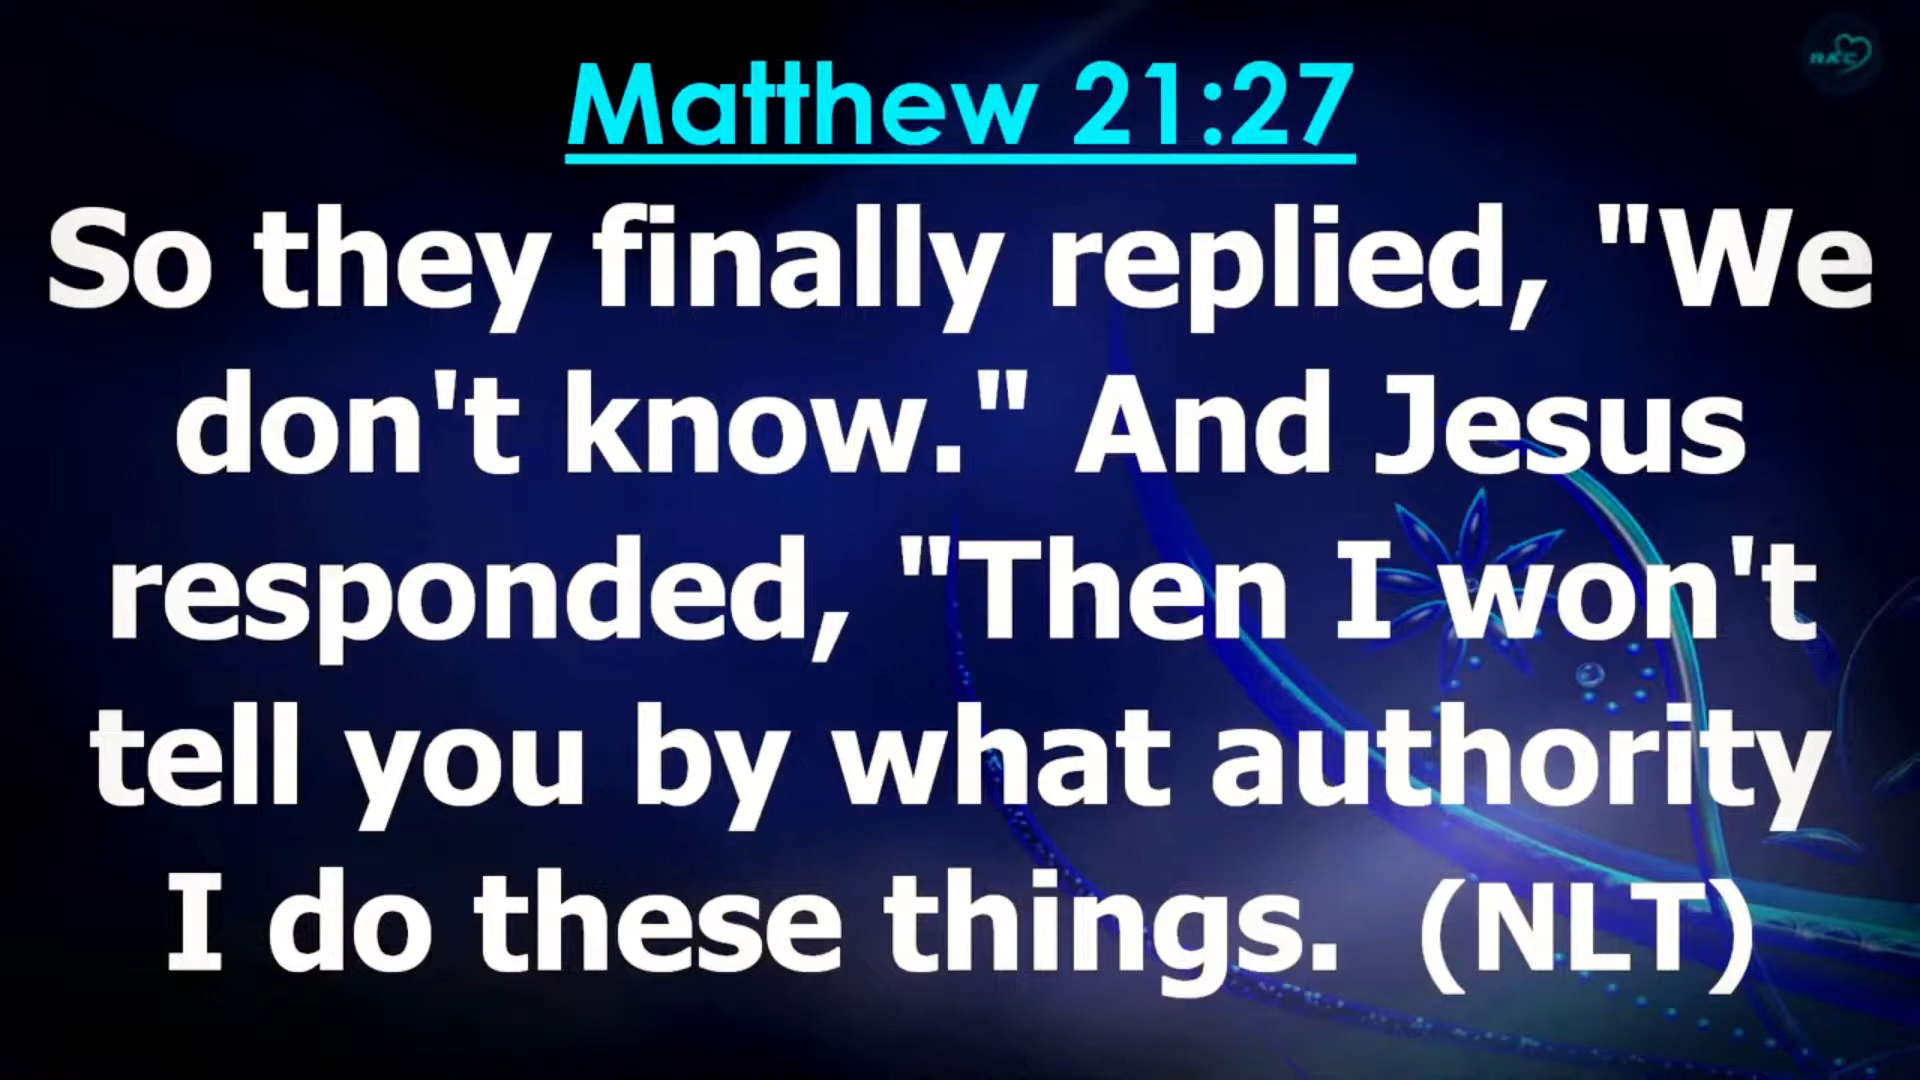 RAC
Matthew 21:27
So they finally replied, "We
don't know." And Jesus
responded, "Then I won't
tell you by what authority
I do these things.  (NLT)